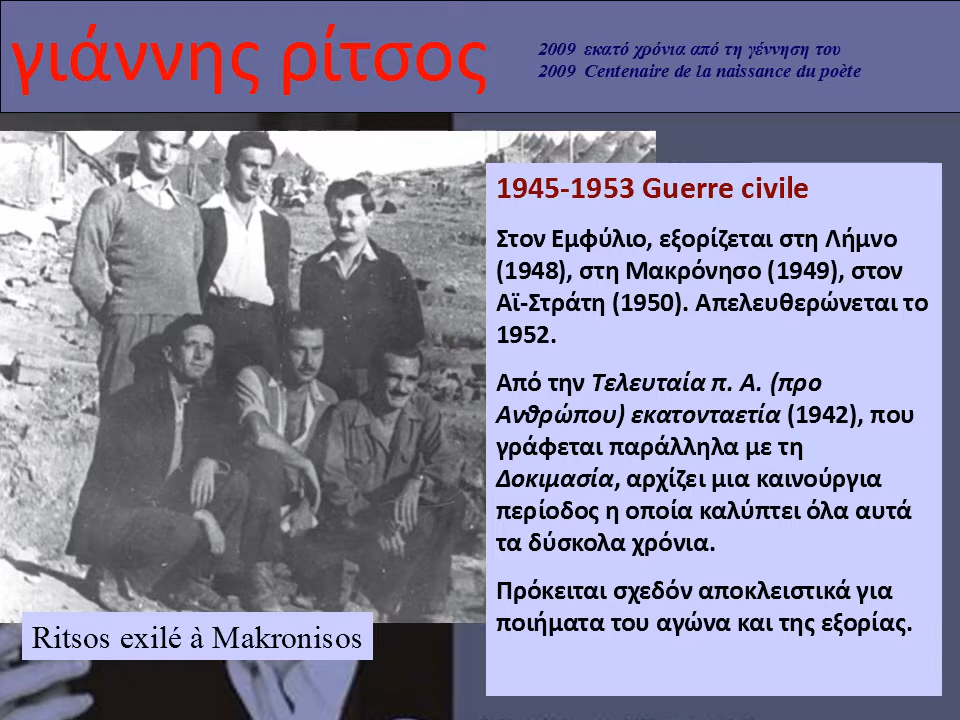 γιάννης ρίτσος
2009 εκατό χρόνια από τη γέννηση του
2009 Centenaire de la naissance du poète
1945-1953 Guerre civile
Στον Εμφύλιο, εξορίζεται στη Λήμνο
(1948), στη Μακρόνησο (1949), στον
Αϊ-Στράτη (1950). Απελευθερώνεται το
1952.
Από την Τελευταία π. Α. (προ
Ανθρώπου) εκατονταετία (1942), που
γράφεται παράλληλα με τη
Δοκιμασία, αρχίζει μια καινούργια
περίοδος η οποία καλύπτει όλα αυτά
τα δύσκολα χρόνια.
Πρόκειται σχεδόν αποκλειστικά για
ποιήματα του αγώνα και της εξορίας.
Ritsos exilé à Makronisos